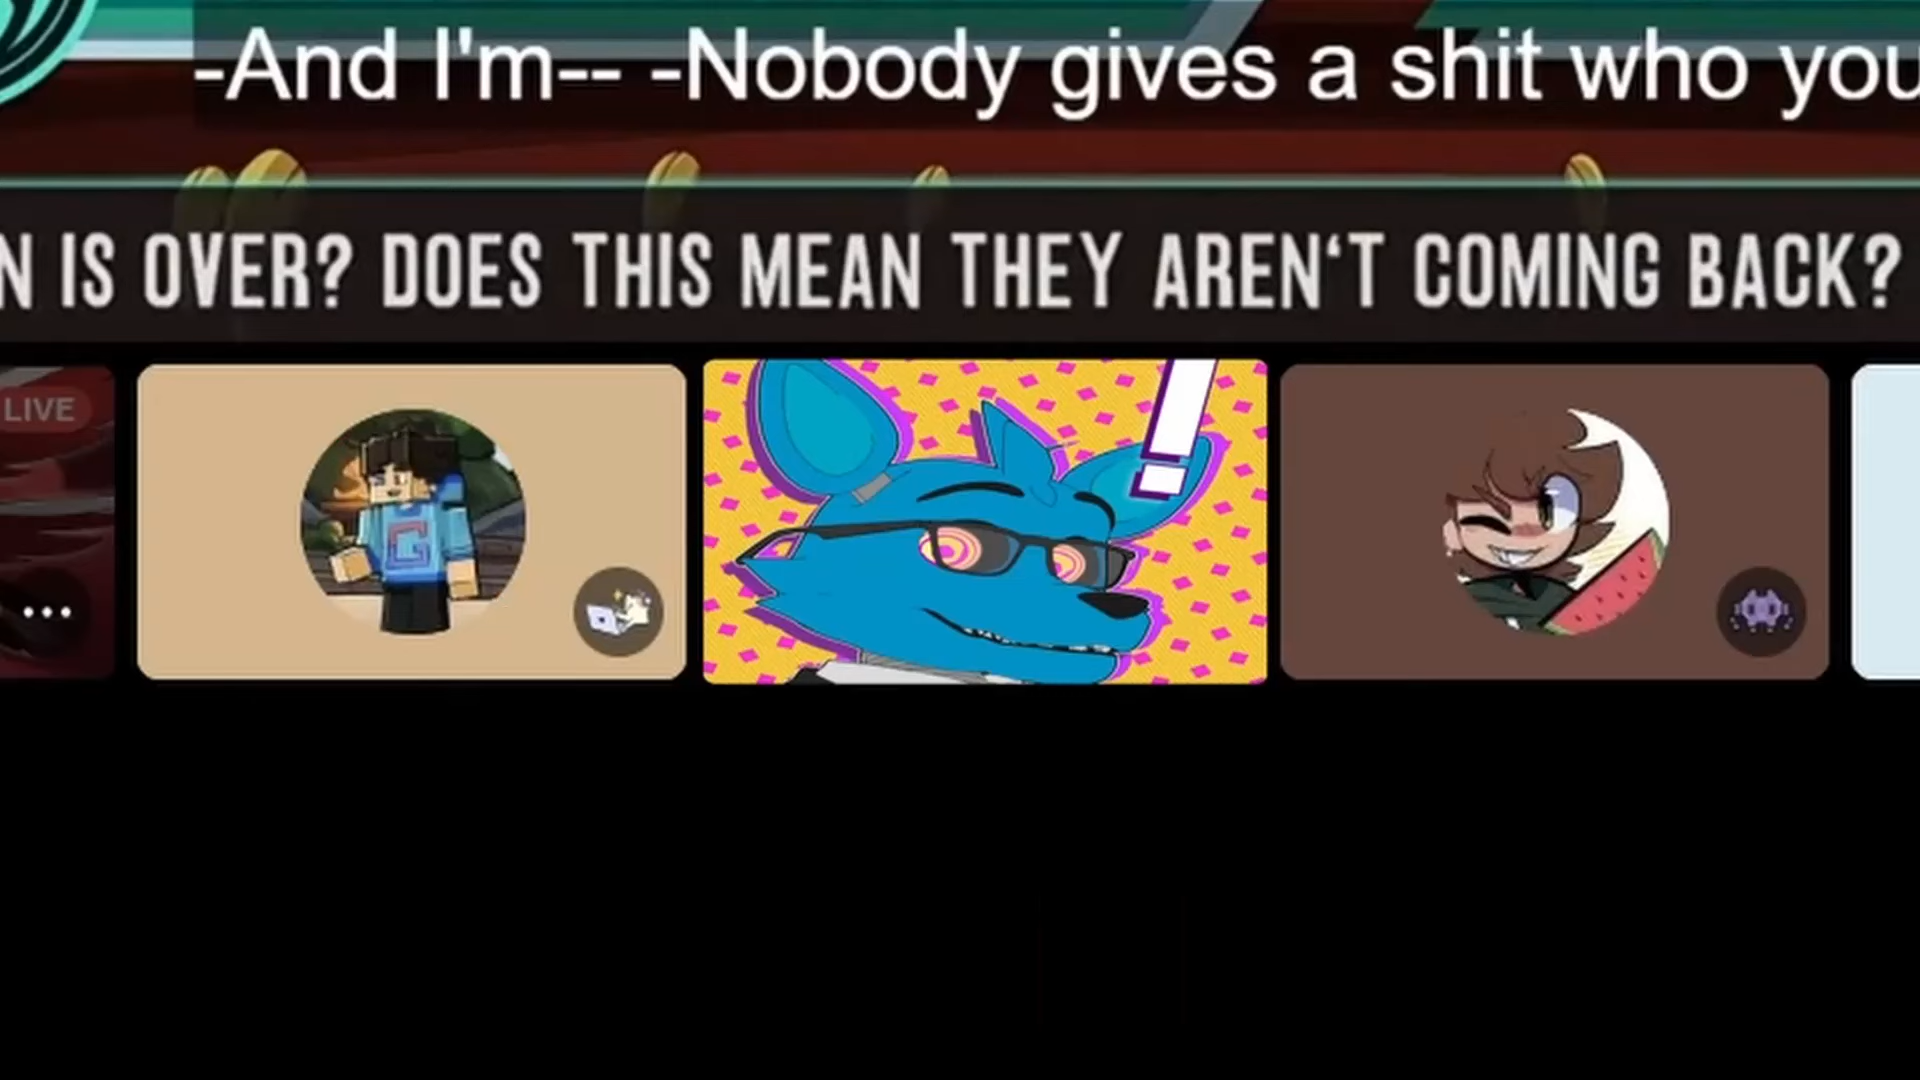 -And I'm-- -Nobody gives a shit who you
N IS OVER? DOES THIS MEAN THEY AREN'T COMING BACK?
LIVE
G